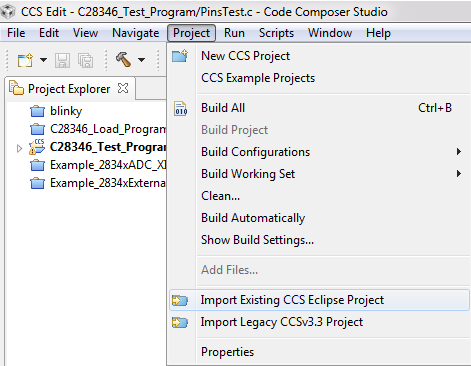 CCS Edit - C28346_Test_Program/PinsTest.c - Code Composer Studio
File Edit View Navigate Project Run Scripts Window Help
New CCS Project
CCS Example Projects
Build All Ctrl+B
Build Project
Build Configurations
Build Working Set
Clean...
Build Automatically
Show Build Settings...
Add Files...
Import Existing CCS Eclipse Project
Import Legacy CCSv3.3 Project
Properties
Project Explorer
blinky
C28346_Load_Program
CCS
C28346_Test_Program
Example_2834xADC_
Example_2834xExterna